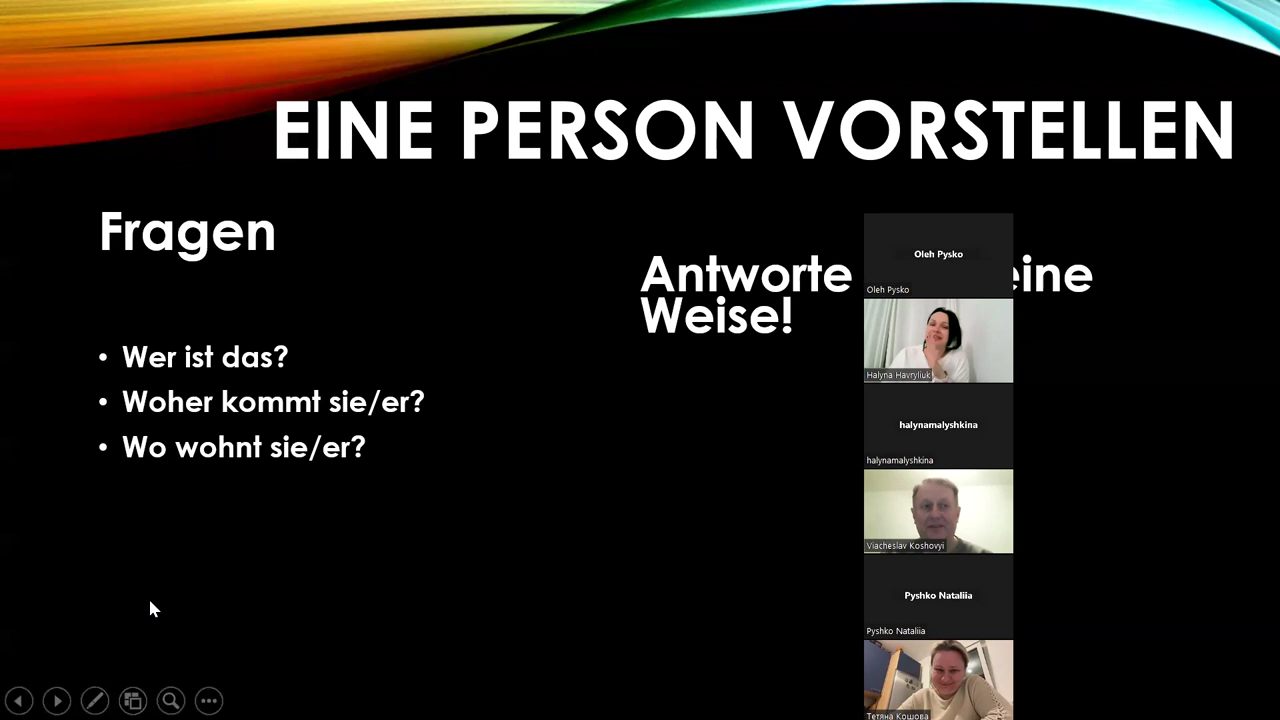 EINE PERSON VORSTELLEN
Fragen
Antworte eine
Weise!
• Wer ist das?
• Woher kommt sie/er?
• Wo wohnt sie/er?
Oleh Pysko
Oleh Pysko
Halyna Havryliuk
halynamalyshkina
halynamalyshkina
Viacheslav Koshovyi
Pyshko Nataliia
Pyshko Nataliia
Тетяна Кошова